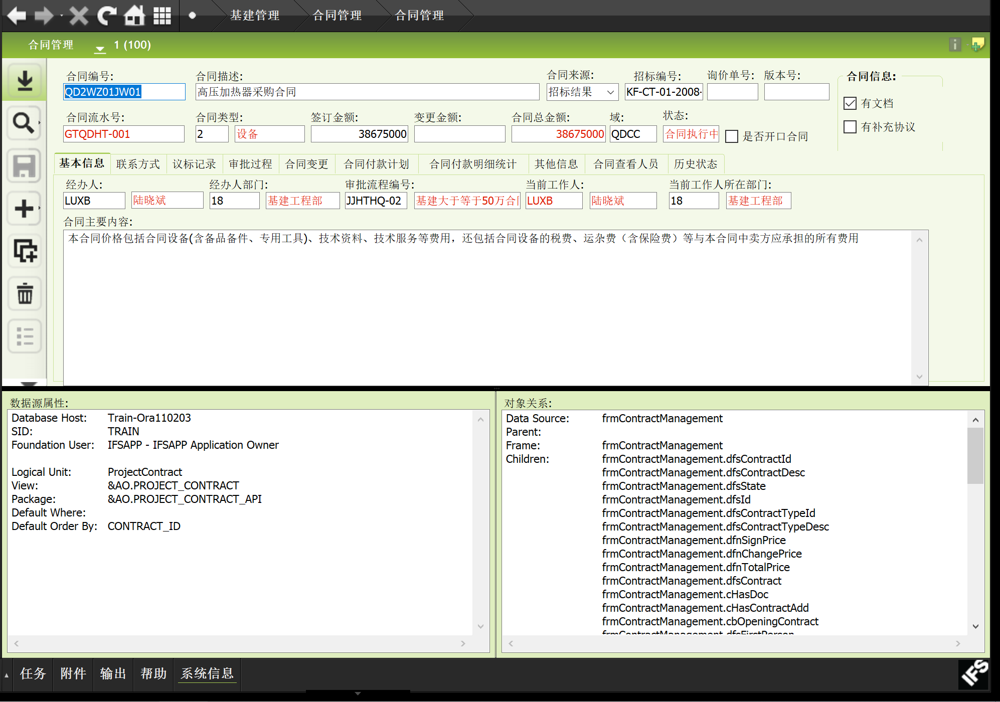 基建管理 合同管理 合同管理
合同管理 1 (100)
合同编号: 合同描述: 合同来源: 招标编号: 询价单号: 版本号: 合同信息:
QD2WZ01JW01 高压加热器采购合同 招标结果 KF-CT-01-2008-
有文档
合同流水号: 合同类型: 签订金额: 变更金额: 合同总金额: 域: 状态:
有补充协议
GTQDHT-001 2 设备 38675000 38675000 QDCC 合同执行中 是否开口合同
基本信息 联系方式 议标记录 审批过程 合同变更 合同付款计划 合同付款明细统计 其他信息 合同查看人员 历史状态
经办人: 经办人部门: 审批流程编号: 当前工作人: 当前工作人所在部门:
LUXB 陆晓斌 18 基建工程部 JJHTHQ-02 基建大于等于50万合 LUXB 陆晓斌 18 基建工程部
合同主要内容:
本合同价格包括合同设备(含备品备件、专用工具)、技术资料、技术服务等费用，还包括合同设备的税费、运杂费（含保险费）等与本合同中卖方应承担的所有费用
数据源属性:
Database Host: Train-Ora110203
SID: TRAIN
Foundation User: IFSAPP - IFSAPP Application Owner
Logical Unit: ProjectContract
View: &AO.PROJECT_CONTRACT
Package: &AO.PROJECT_CONTRACT_API
Default Where:
Default Order By: CONTRACT_ID
对象关系:
Data Source: frmContractManagement
Parent:
Frame: frmContractManagement
Children: frmContractManagement.dfsContractId
frmContractManagement.dfsContractDesc
frmContractManagement.dfsState
frmContractManagement.dfsId
frmContractManagement.dfsContractTypeId
frmContractManagement.dfsContractTypeDesc
frmContractManagement.dfnSignPrice
frmContractManagement.dfnChangePrice
frmContractManagement.dfnTotalPrice
frmContractManagement.dfsContract
frmContractManagement.cHasDoc
frmContractManagement.cHasContractAdd
frmContractManagement.cbOpeningContract
frmContractManagement.dfsFirstPerson
任务 附件 输出 帮助 系统信息
IFS